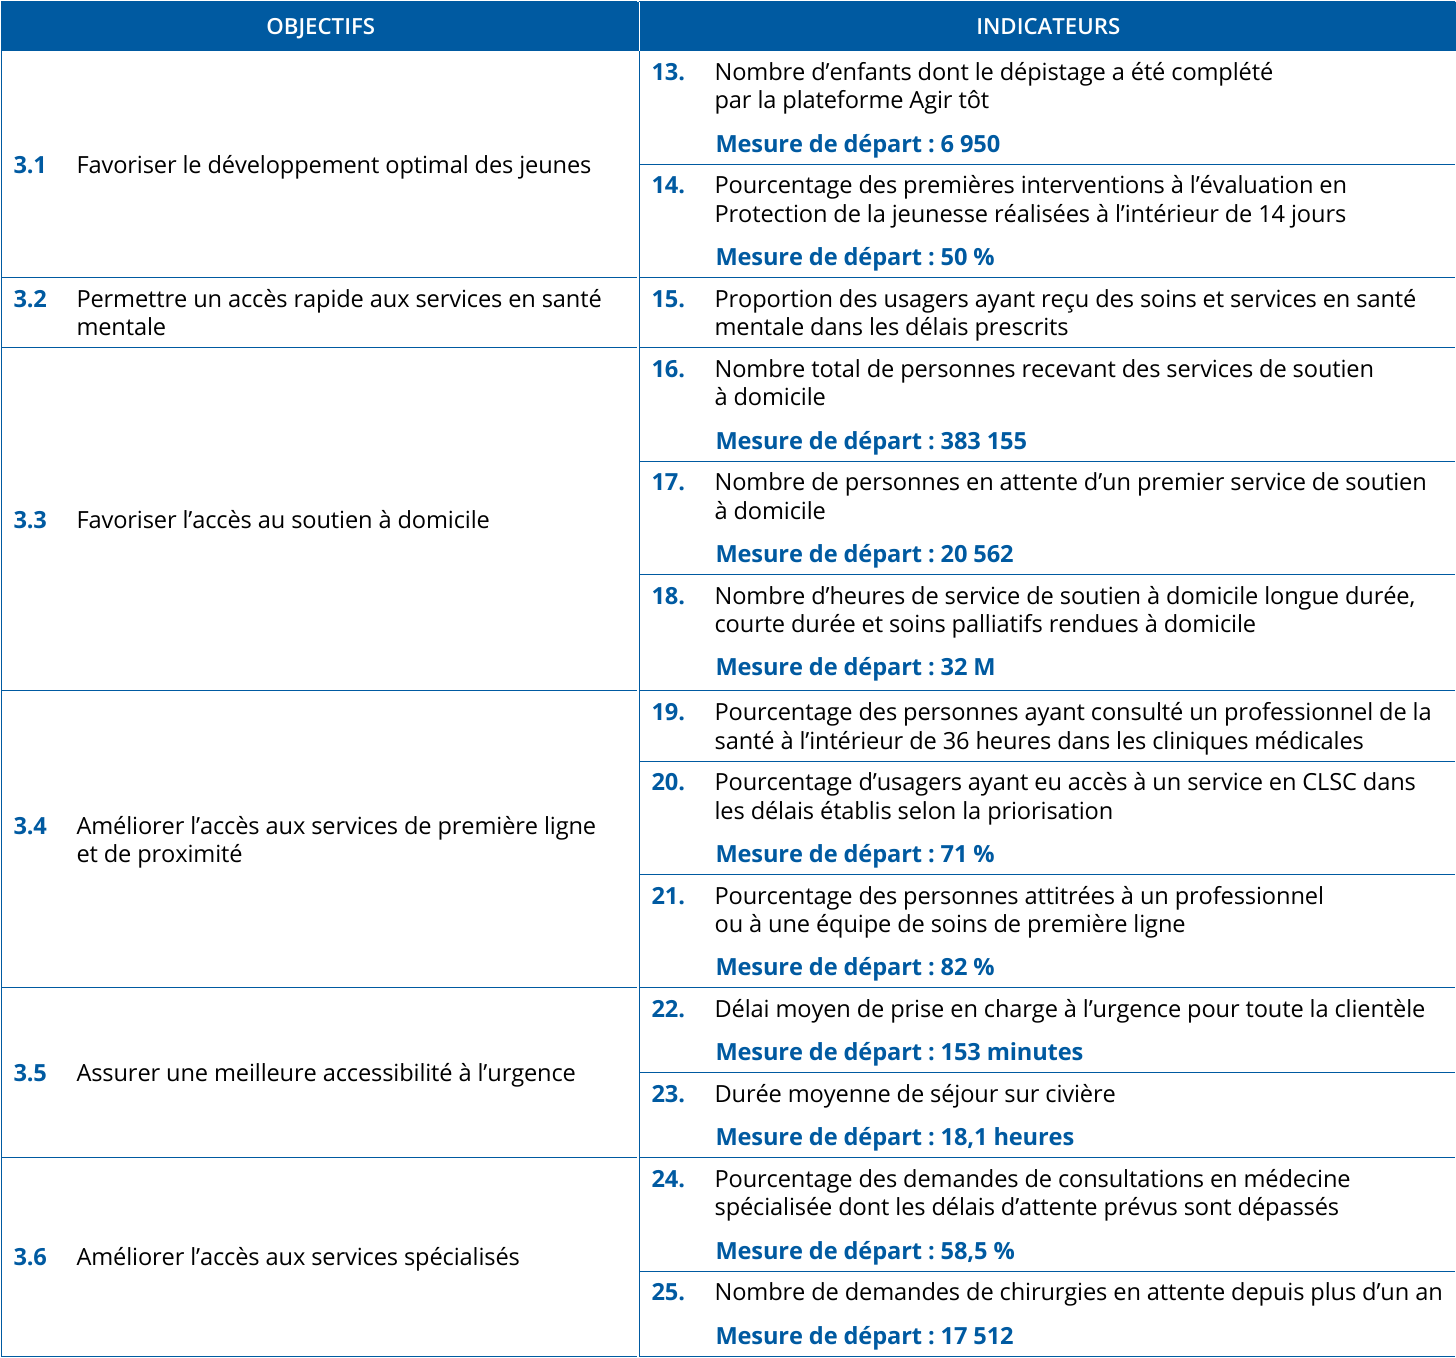 OBJECTIFS
INDICATEURS
3.1 Favoriser le développement optimal des jeunes
13. Nombre d’enfants dont le dépistage a été complété
par la plateforme Agir tôt
Mesure de départ : 6 950
14. Pourcentage des premières interventions à l’évaluation en
Protection de la jeunesse réalisées à l’intérieur de 14 jours
Mesure de départ : 50 %
3.2 Permettre un accès rapide aux services en santé
mentale
15. Proportion des usagers ayant reçu des soins et services en santé
mentale dans les délais prescrits
3.3 Favoriser l’accès au soutien à domicile
16. Nombre total de personnes recevant des services de soutien
à domicile
Mesure de départ : 383 155
17. Nombre de personnes en attente d’un premier service de soutien
à domicile
Mesure de départ : 20 562
18. Nombre d’heures de service de soutien à domicile longue durée,
courte durée et soins palliatifs rendues à domicile
Mesure de départ : 32 M
3.4 Améliorer l’accès aux services de première ligne
et de proximité
19. Pourcentage des personnes ayant consulté un professionnel de la
santé à l’intérieur de 36 heures dans les cliniques médicales
20. Pourcentage d’usagers ayant eu accès à un service en CLSC dans
les délais établis selon la priorisation
Mesure de départ : 71 %
21. Pourcentage des personnes attitrées à un professionnel
ou à une équipe de soins de première ligne
Mesure de départ : 82 %
3.5 Assurer une meilleure accessibilité à l’urgence
22. Délai moyen de prise en charge à l’urgence pour toute la clientèle
Mesure de départ : 153 minutes
23. Durée moyenne de séjour sur civière
Mesure de départ : 18,1 heures
3.6 Améliorer l’accès aux services spécialisés
24. Pourcentage des demandes de consultations en médecine
spécialisée dont les délais d’attente prévus sont dépassés
Mesure de départ : 58,5 %
25. Nombre de demandes de chirurgies en attente depuis plus d’un an
Mesure de départ : 17 512